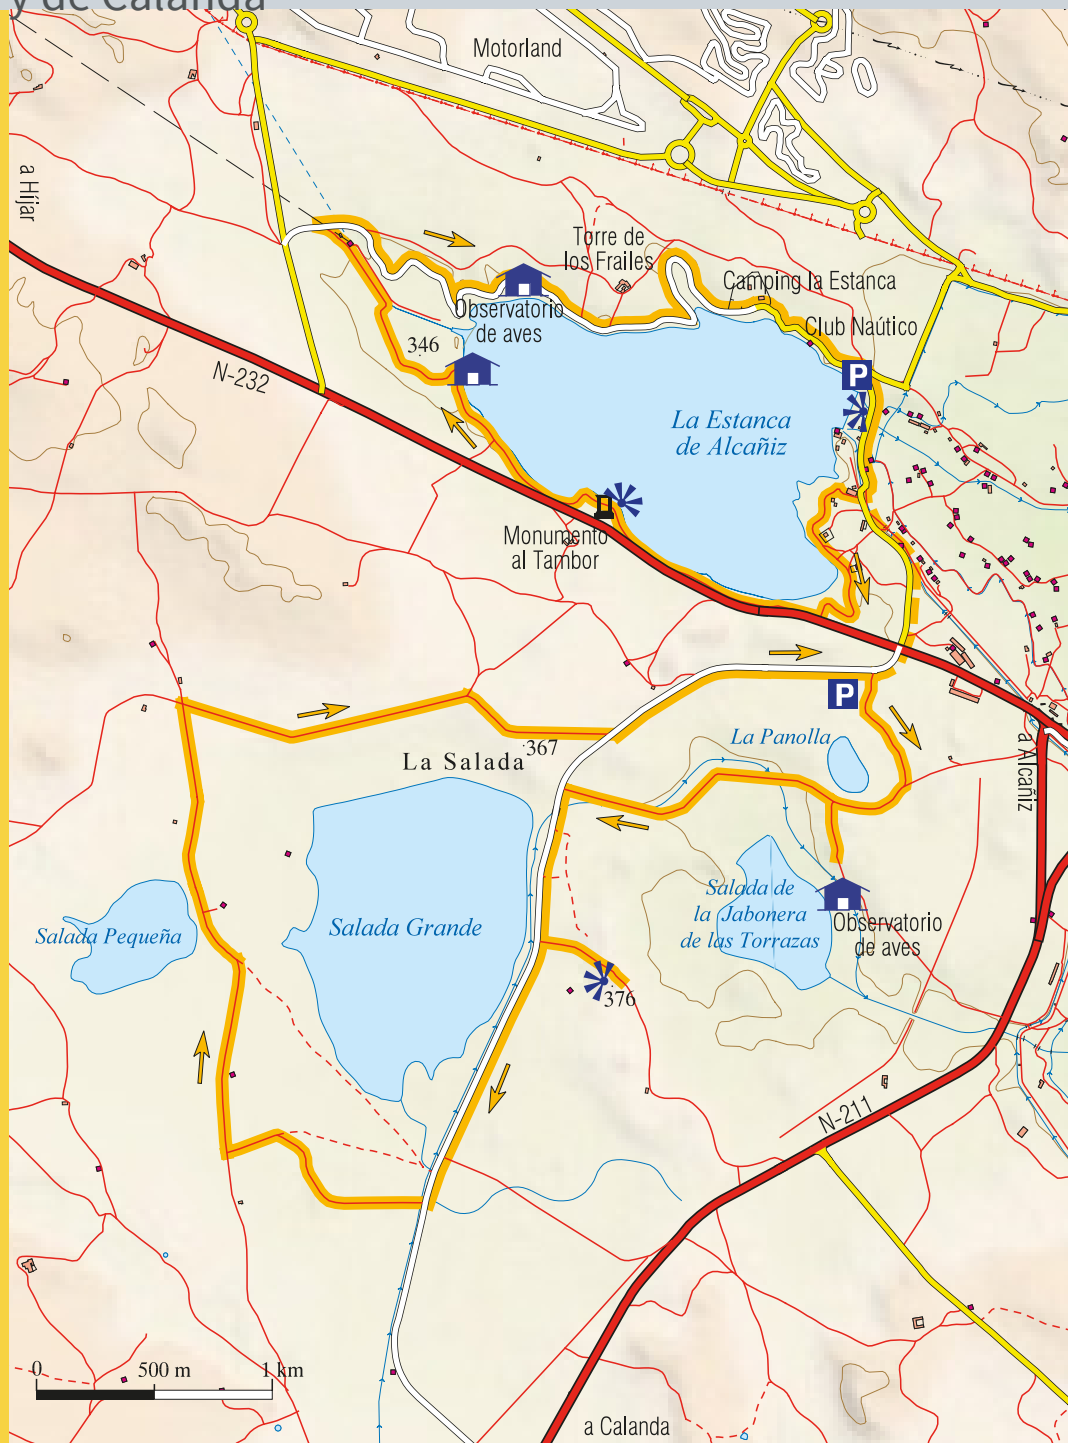 y de Calanda
Motorland
a Híjar
Torre de
los Frailes
Camping la Estanca
Observatorio
de aves
Club Naútico
346
P
N-232
La Estanca
de Alcañiz
Monumento
al Tambor
P
La Panolla
367
La Salada
a Alcañiz
Salada de
la Jabonera
de las Torrazas
Observatorio
de aves
Salada Pequeña
Salada Grande
376
N-211
0
500 m
1 km
a Calanda